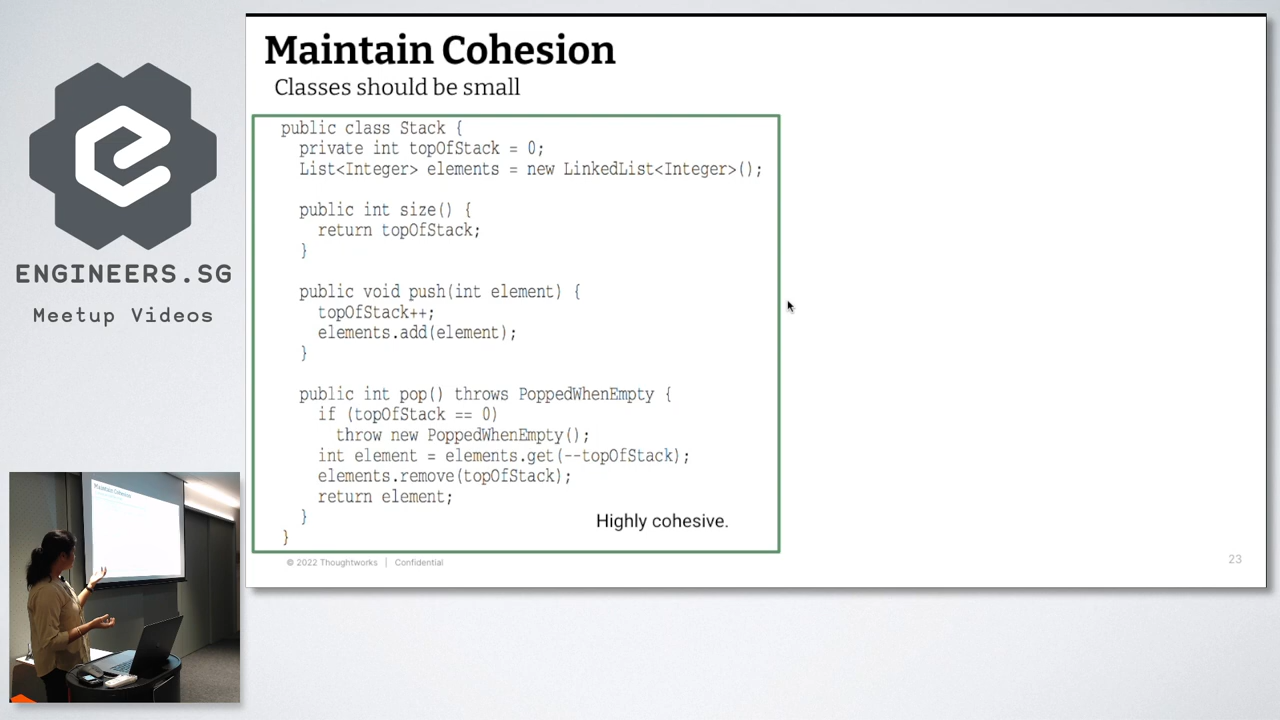 ENGINEERS.SG
Meetup Videos
Maintain Cohesion
Classes should be small
public class Stack {
private int topOfStack = 0;
List<Integer> elements = new LinkedList<Integer>();
public int size() {
return topOfStack;
}
public void push(int element) {
topOfStack++;
elements.add(element);
}
public int pop() throws PoppedWhenEmpty {
if (topOfStack == 0)
throw new PoppedWhenEmpty();
int element = elements.get(--topOfStack);
elements.remove(topOfStack);
return element;
}
}
Highly cohesive.
© 2022 Thoughtworks | Confidential
23
Maintain Cohesion